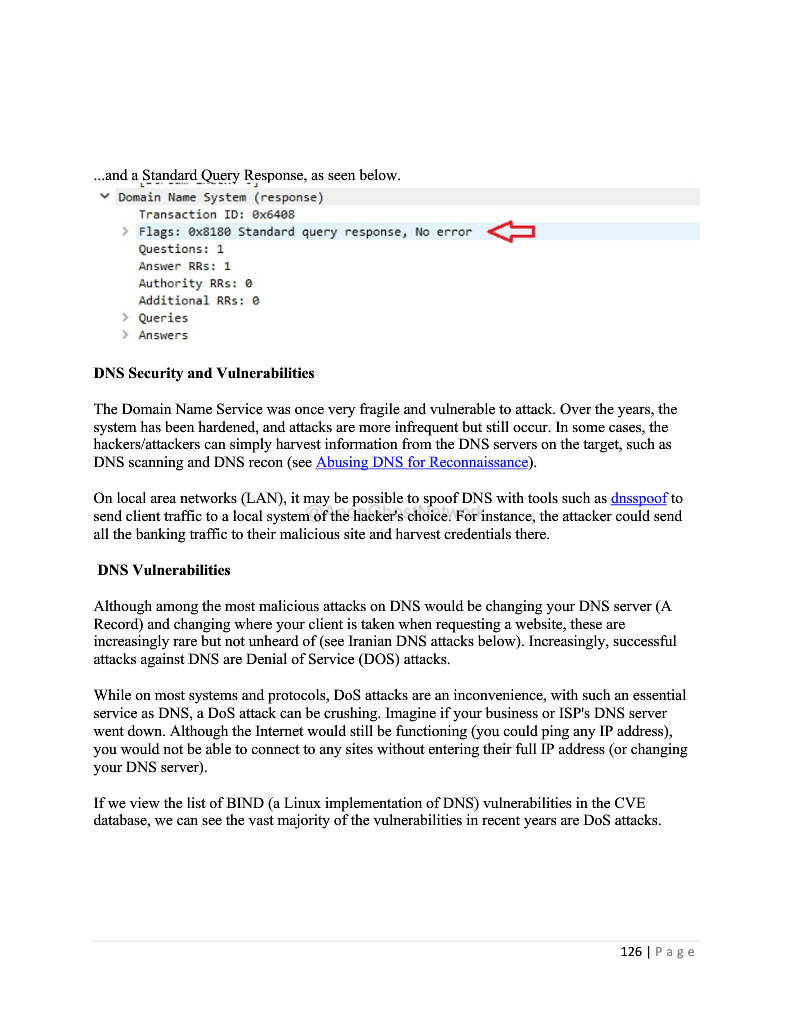 ...and a Standard Query Response, as seen below.
Domain Name System (response)
Transaction ID: 0x6408
Flags: 0x8180 Standard query response, No error
Questions: 1
Answer RRs: 1
Authority RRs: 0
Additional RRs: 0
Queries
Answers
DNS Security and Vulnerabilities
The Domain Name Service was once very fragile and vulnerable to attack. Over the years, the
system has been hardened, and attacks are more infrequent but still occur. In some cases, the
hackers/attackers can simply harvest information from the DNS servers on the target, such as
DNS scanning and DNS recon (see Abusing DNS for Reconnaissance).
On local area networks (LAN), it may be possible to spoof DNS with tools such as dnsspoof to
send client traffic to a local system of the hacker's choice. For instance, the attacker could send
all the banking traffic to their malicious site and harvest credentials there.
DNS Vulnerabilities
Although among the most malicious attacks on DNS would be changing your DNS server (A
Record) and changing where your client is taken when requesting a website, these are
increasingly rare but not unheard of (see Iranian DNS attacks below). Increasingly, successful
attacks against DNS are Denial of Service (DOS) attacks.
While on most systems and protocols, DoS attacks are an inconvenience, with such an essential
service as DNS, a DoS attack can be crushing. Imagine if your business or ISP's DNS server
went down. Although the Internet would still be functioning (you could ping any IP address),
you would not be able to connect to any sites without entering their full IP address (or changing
your DNS server).
If we view the list of BIND (a Linux implementation of DNS) vulnerabilities in the CVE
database, we can see the vast majority of the vulnerabilities in recent years are DoS attacks.
126 | P a g e